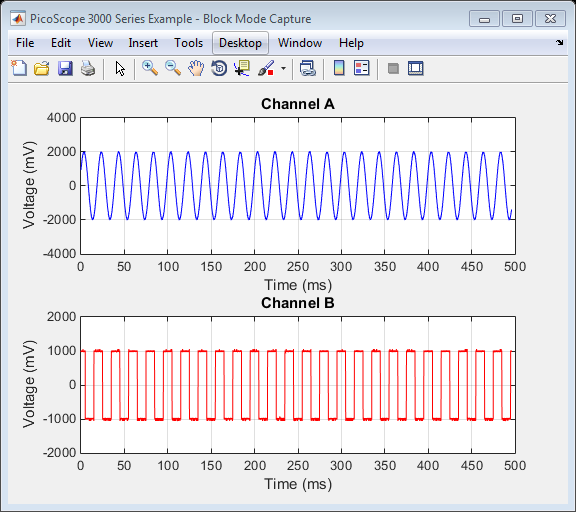 PicoScope 3000 Series Example - Block Mode Capture
File Edit View Insert Tools Desktop Window Help
Channel A
Voltage (mV)
4000
2000
0
-2000
-4000
0 50 100 150 200 250 300 350 400 450 500
Time (ms)
Channel B
Voltage (mV)
2000
1000
0
-1000
-2000
0 50 100 150 200 250 300 350 400 450 500
Time (ms)